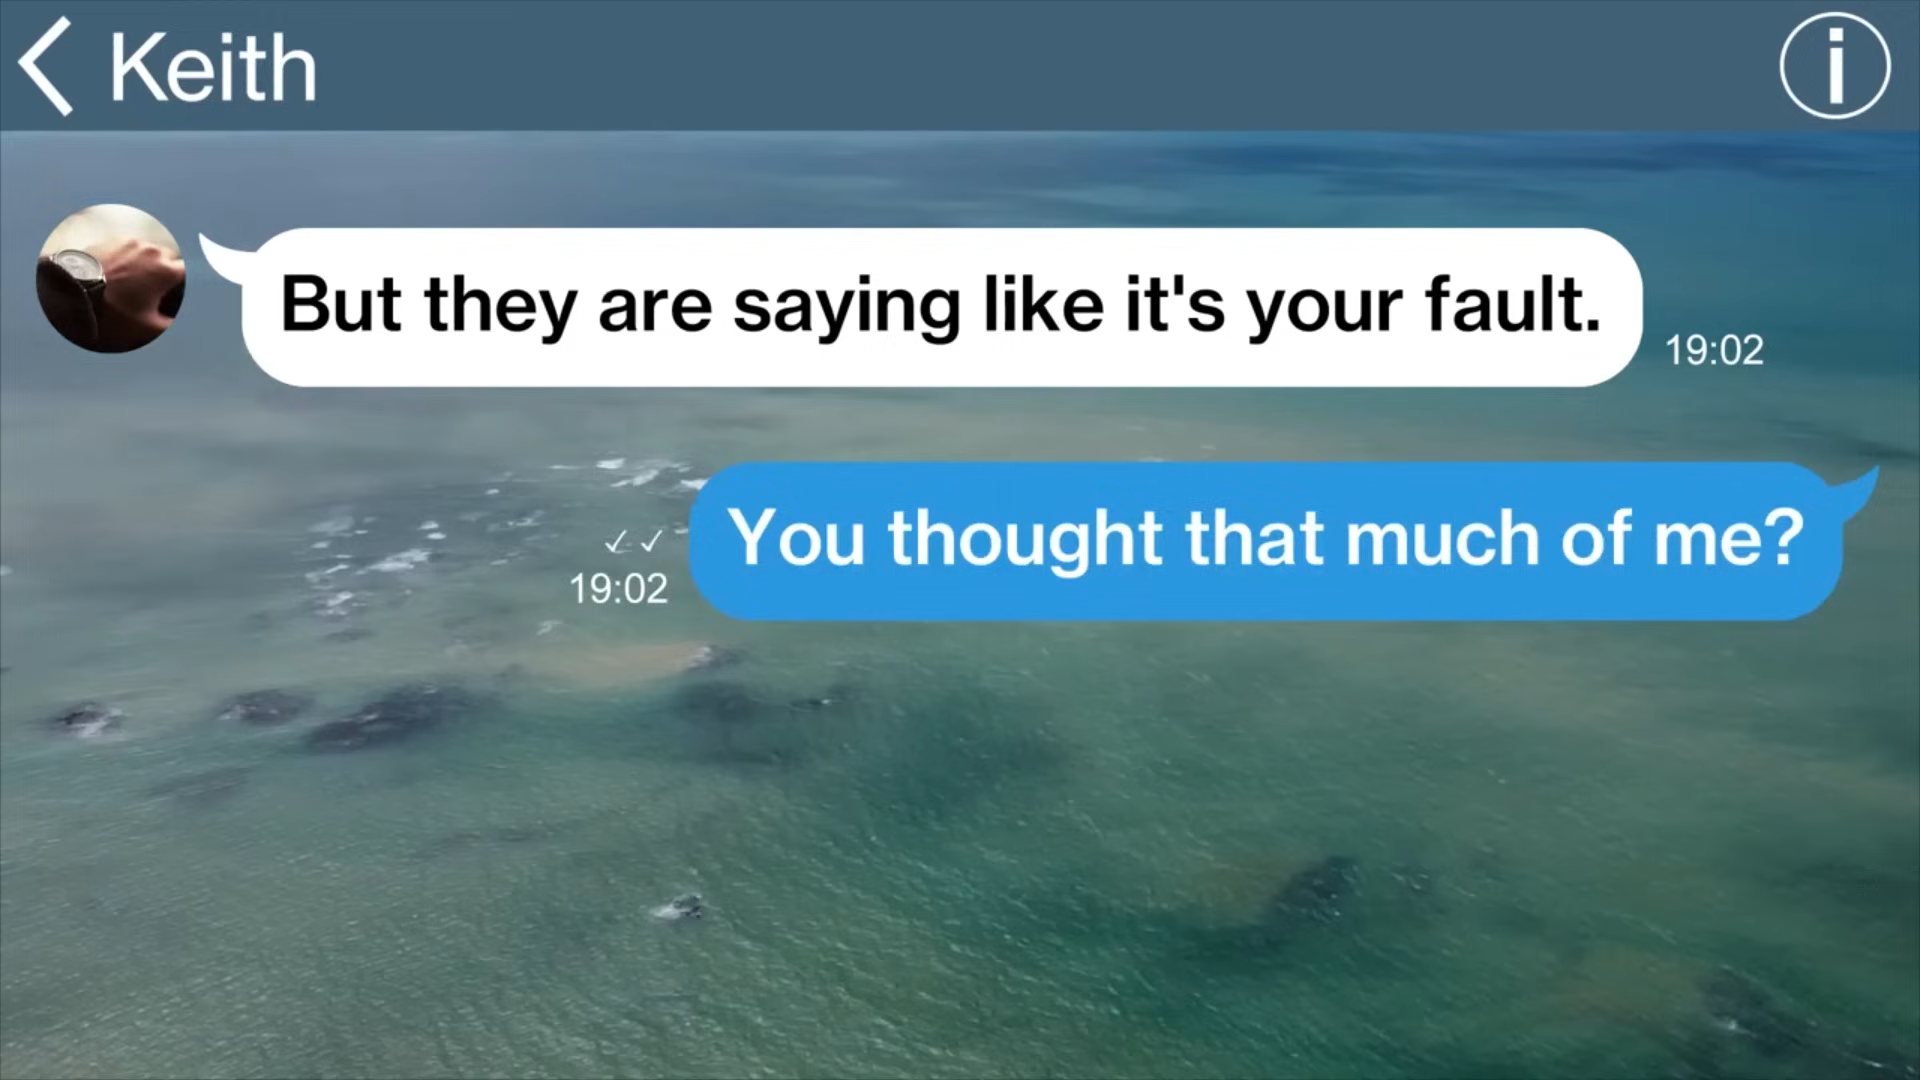 Keith
But they are saying like it's your fault.
19:02
You thought that much of me?
19:02